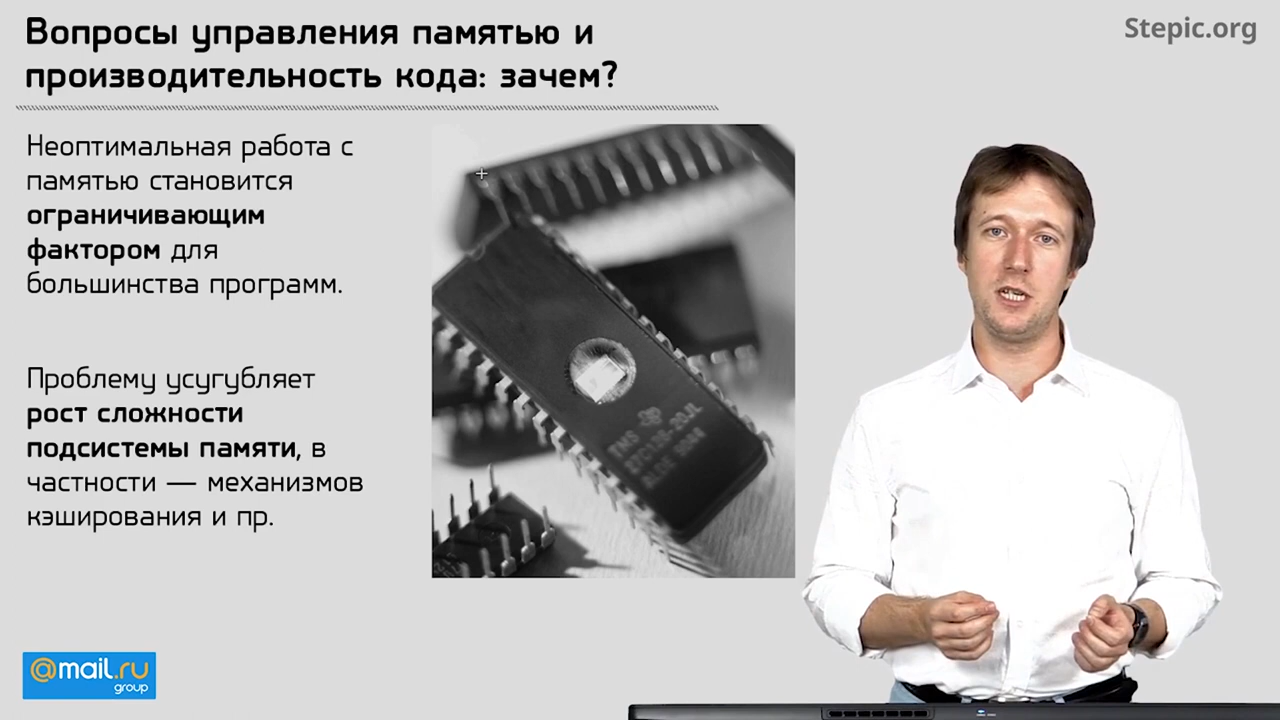 Вопросы управления памятью и
производительность кода: зачем?
Stepic.org
Неоптимальная работа с
памятью становится
ограничивающим
фактором для
большинства программ.
Проблему усугубляет
рост сложности
подсистемы памяти, в
частности — механизмов
кэширования и пр.
TMS
@mail.ru
group